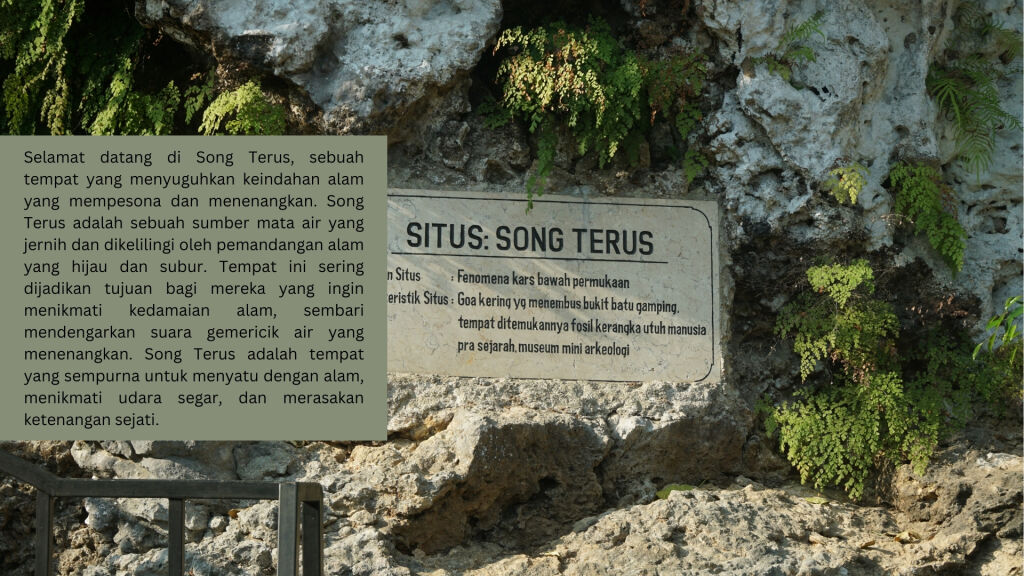 Selamat datang di Song Terus, sebuah
tempat yang menyuguhkan keindahan alam
yang mempesona dan menenangkan. Song
Terus adalah sebuah sumber mata air yang
jernih dan dikelilingi oleh pemandangan alam
yang hijau dan subur. Tempat ini sering
dijadikan tujuan bagi mereka yang ingin
menikmati kedamaian alam, sembari
mendengarkan suara gemericik air yang
menenangkan. Song Terus adalah tempat
yang sempurna untuk menyatu dengan alam,
menikmati udara segar, dan merasakan
ketenangan sejati.
SITUS: SONG TERUS
n Situs : Fenomena kars bawah permukaan
eristik Situs : Goa kering yg menembus bukit batu gamping,
tempat ditemukannya fosil kerangka utuh manusia
pra sejarah, museum mini arkeologi